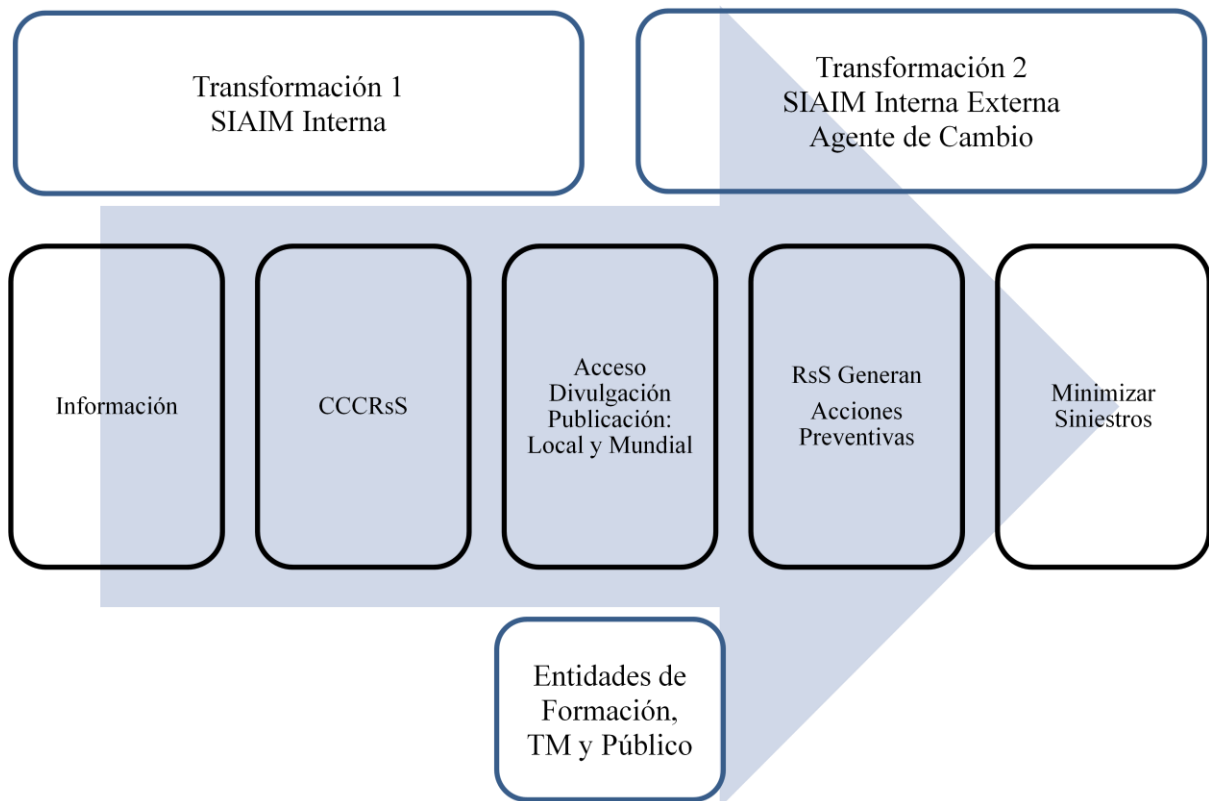 Transformación 1
SIAIM Interna
Transformación 2
SIAIM Interna Externa
Agente de Cambio
Información
CCCRsS
Acceso
Divulgación
Publicación:
Local y Mundial
RsS Generan
Acciones
Preventivas
Minimizar
Siniestros
Entidades de
Formación,
TM y Público